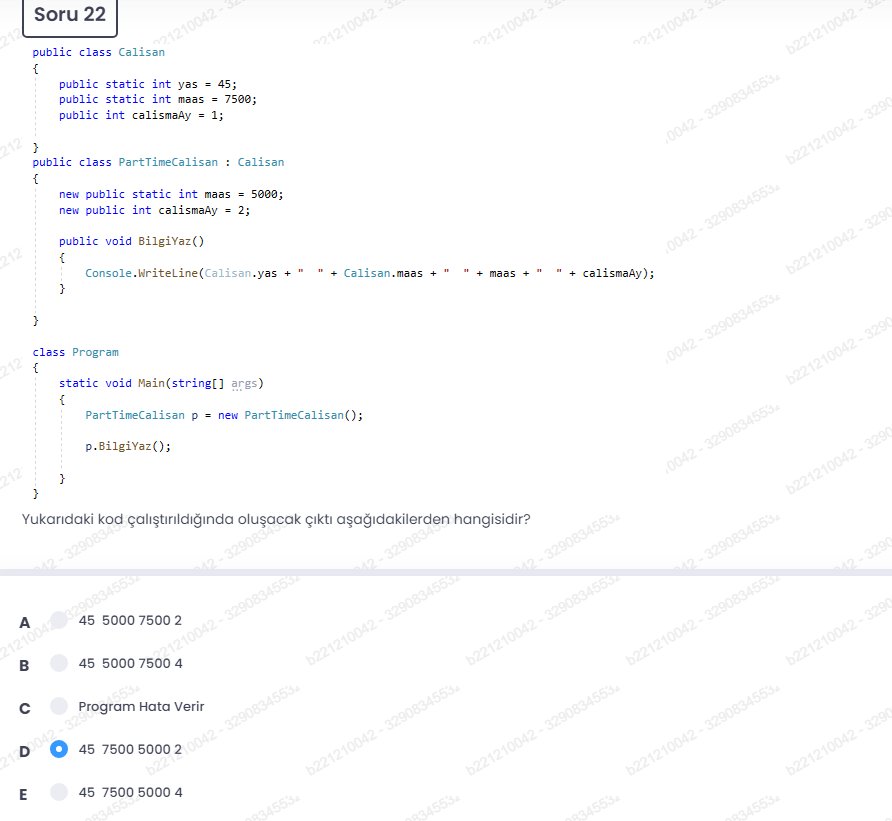 Soru 22
public class Calisan
{
public static int yas = 45;
public static int maas = 7500;
public int calismaAy = 1;
}
public class PartTimeCalisan : Calisan
{
new public static int maas = 5000;
new public int calismaAy = 2;
public void BilgiYaz()
{
Console.WriteLine(Calisan.yas + "  " + Calisan.maas + "  " + maas + "  " + calismaAy);
}
}
class Program
{
static void Main(string[] args)
{
PartTimeCalisan p = new PartTimeCalisan();
p.BilgiYaz();
}
}
Yukarıdaki kod çalıştırıldığında oluşacak çıktı aşağıdakilerden hangisidir?
A 45 5000 7500 2
B 45 5000 7500 4
C Program Hata Verir
D 45 7500 5000 2
E 45 7500 5000 4